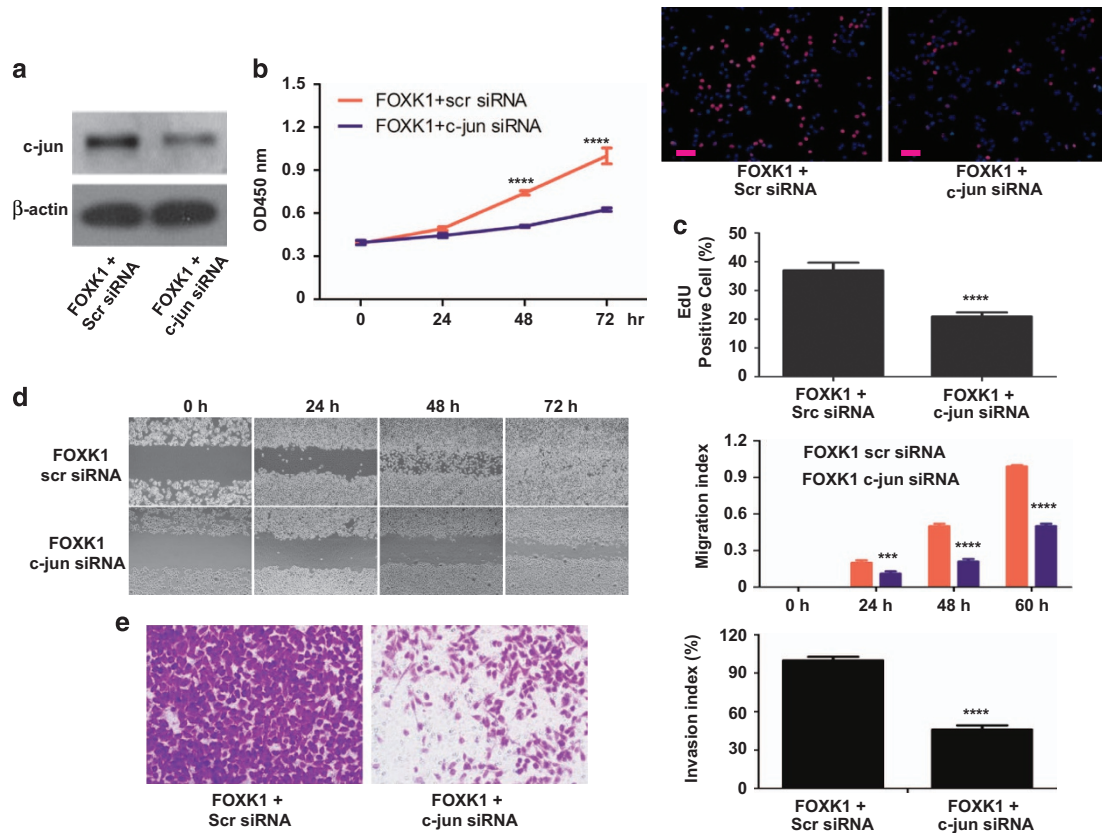 a
c-jun
β-actin
FOXK1 +
Scr siRNA
FOXK1 +
c-jun siRNA
b
1.5
1.2
0.9
0.6
0.3
0
OD450 nm
FOXK1+scr siRNA
FOXK1+c-jun siRNA
****
****
0 24 48 72 hr
FOXK1 +
Scr siRNA
FOXK1 +
c-jun siRNA
c
EdU
Positive Cell (%)
50
40
30
20
10
0
****
FOXK1 +
Src siRNA
FOXK1 +
c-jun siRNA
d
0 h 24 h 48 h 72 h
FOXK1
scr siRNA
FOXK1
c-jun siRNA
Migration index
1.2
0.9
0.6
0.3
0
FOXK1 scr siRNA
FOXK1 c-jun siRNA
***
****
****
0 h 24 h 48 h 60 h
e
FOXK1 +
Scr siRNA
FOXK1 +
c-jun siRNA
Invasion index (%)
120
90
60
30
0
****
FOXK1 +
Scr siRNA
FOXK1 +
c-jun siRNA